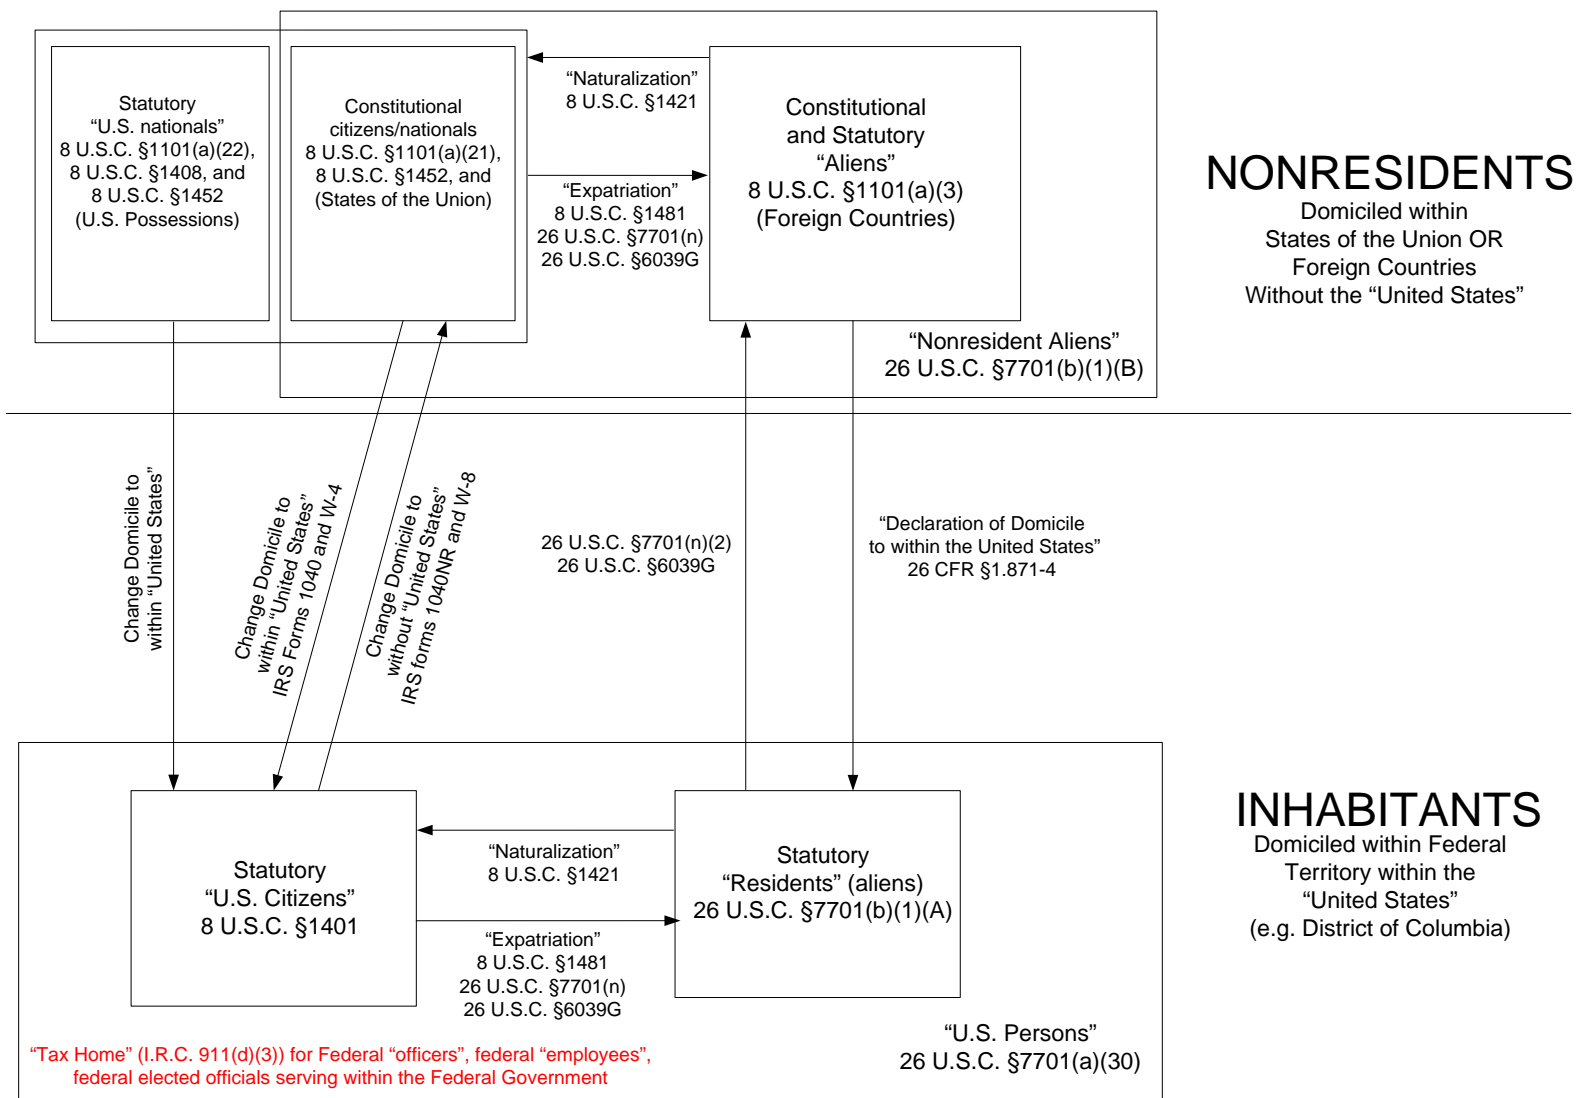 Statutory
“U.S. nationals”
8 U.S.C. §1101(a)(22),
8 U.S.C. §1408, and
8 U.S.C. §1452
(U.S. Possessions)
Constitutional
citizens/nationals
8 U.S.C. §1101(a)(21),
8 U.S.C. §1452, and
(States of the Union)
“Naturalization”
8 U.S.C. §1421
“Expatriation”
8 U.S.C. §1481
26 U.S.C. §7701(n)
26 U.S.C. §6039G
Constitutional
and Statutory
“Aliens”
8 U.S.C. §1101(a)(3)
(Foreign Countries)
“Nonresident Aliens”
26 U.S.C. §7701(b)(1)(B)
NONRESIDENTS
Domiciled within
States of the Union OR
Foreign Countries
Without the “United States”
Change Domicile to
within “United States”
Change Domicile to
within “United States”
IRS Forms 1040 and W-4
Change Domicile to
without “United States”
IRS forms 1040NR and W-8
26 U.S.C. §7701(n)(2)
26 U.S.C. §6039G
“Declaration of Domicile
to within the United States”
26 CFR §1.871-4
Statutory
“U.S. Citizens”
8 U.S.C. §1401
“Naturalization”
8 U.S.C. §1421
“Expatriation”
8 U.S.C. §1481
26 U.S.C. §7701(n)
26 U.S.C. §6039G
Statutory
“Residents” (aliens)
26 U.S.C. §7701(b)(1)(A)
INHABITANTS
Domiciled within Federal
Territory within the
“United States”
(e.g. District of Columbia)
“U.S. Persons”
26 U.S.C. §7701(a)(30)
“Tax Home” (I.R.C. 911(d)(3)) for Federal “officers”, federal “employees”,
federal elected officials serving within the Federal Government